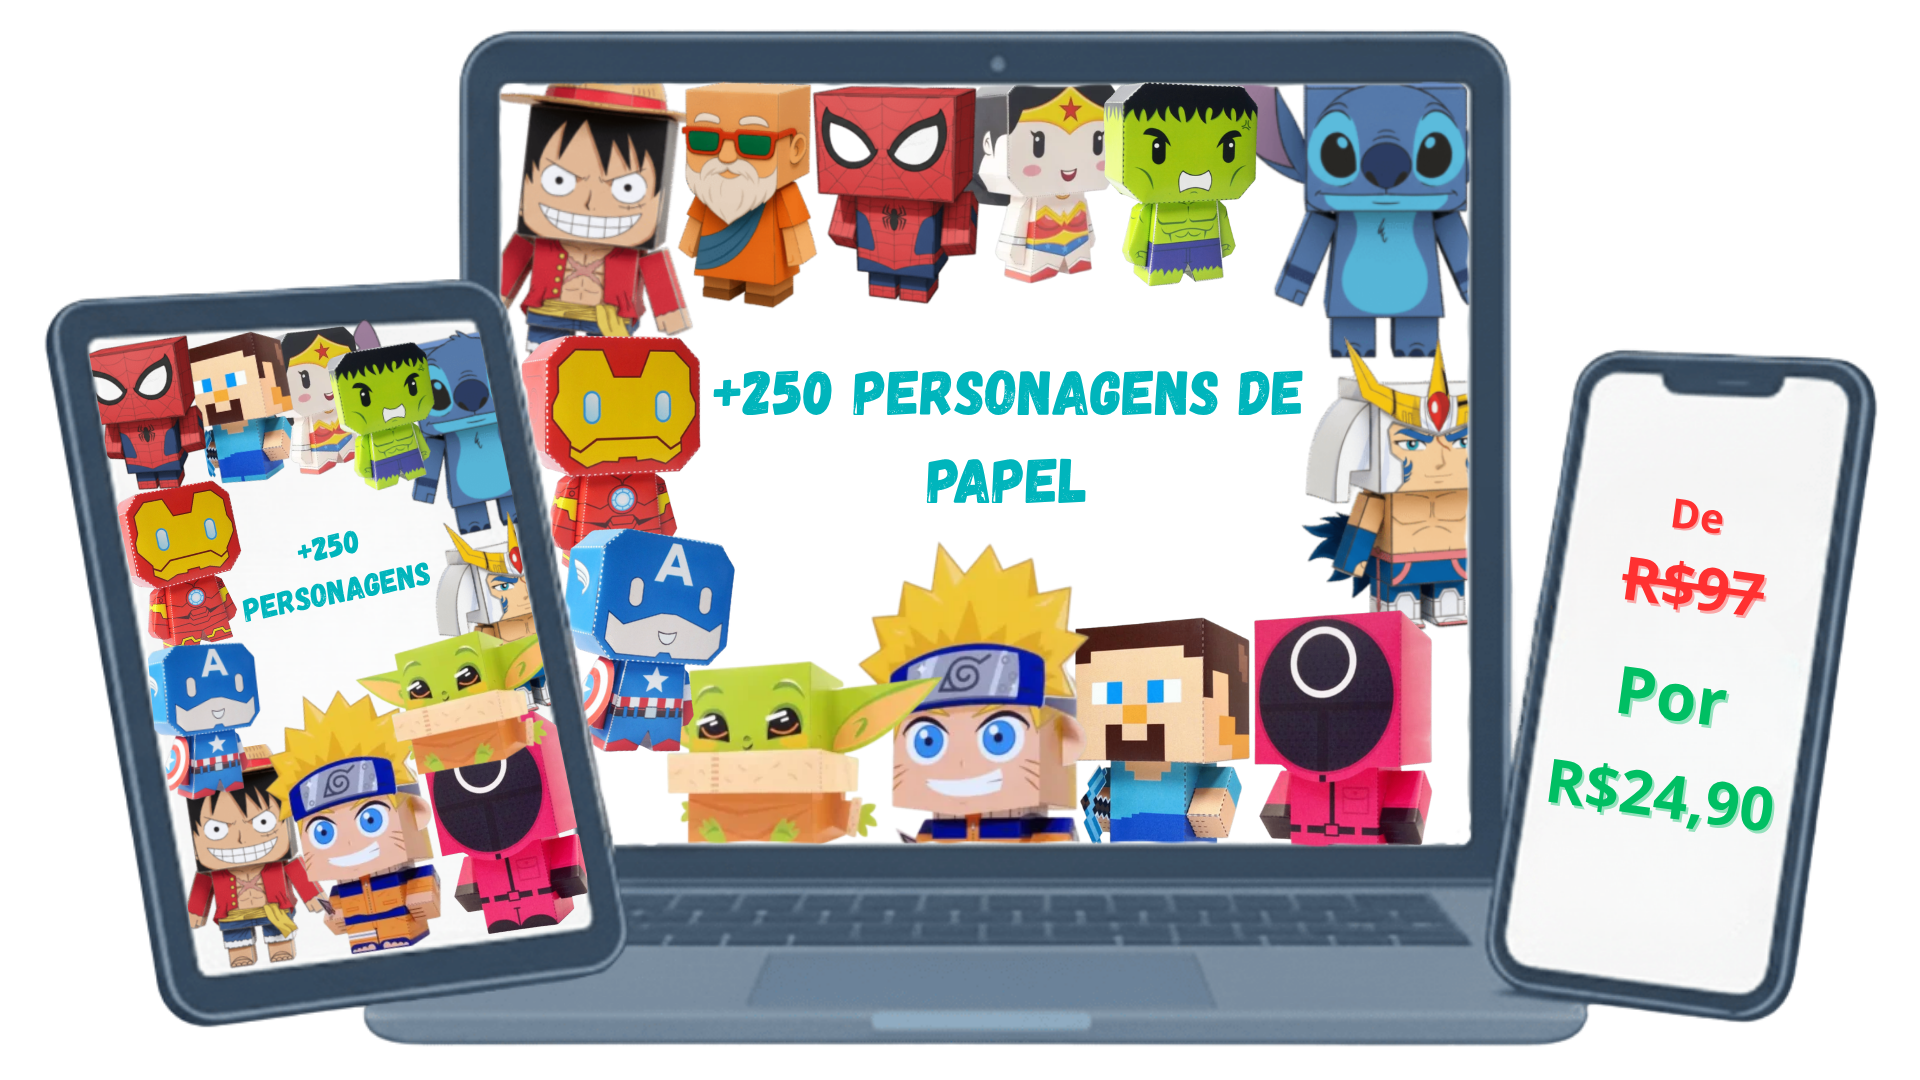 +250 PERSONAGENS DE
PAPEL
A
+250
PERSONAGENS
A
De
R$97
Por
R$24,90